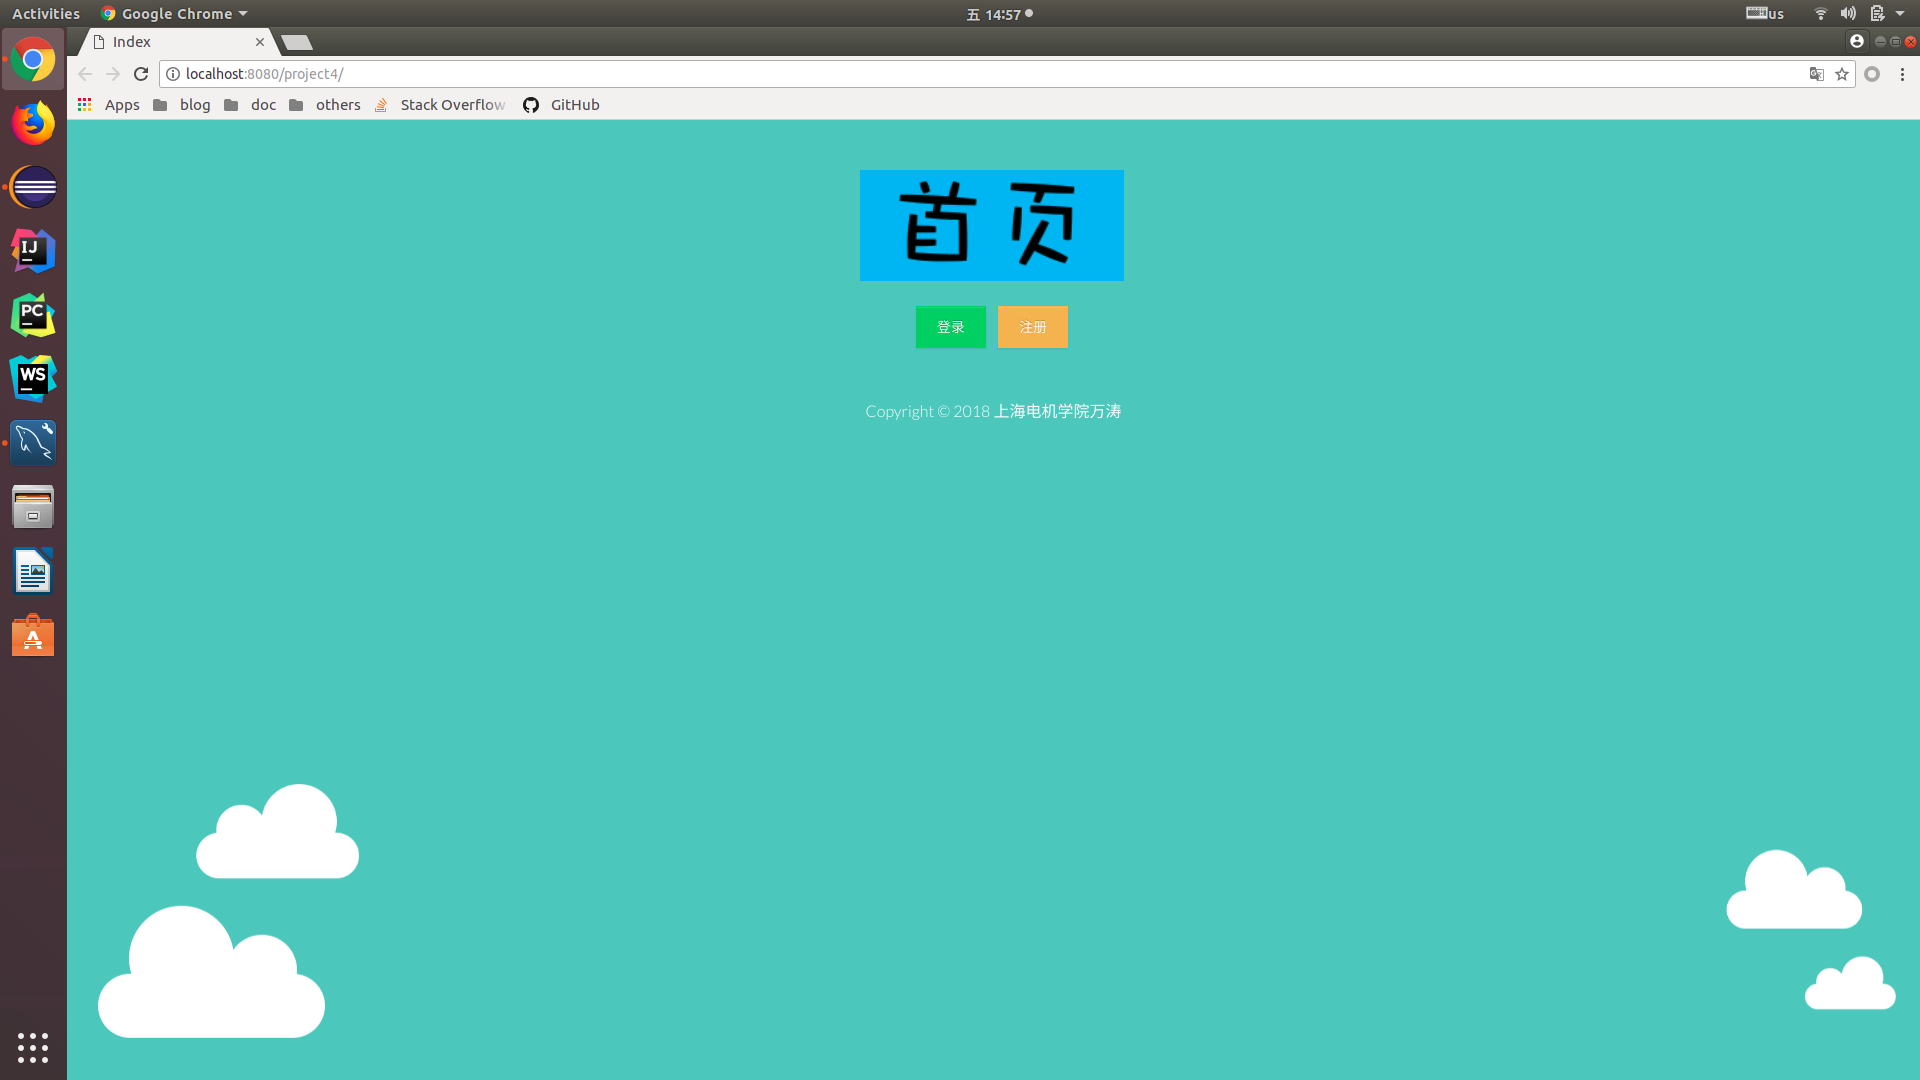 Activities Google Chrome 五 14:57 us
Index
localhost:8080/project4/
Apps blog doc others Stack Overflow GitHub
首页
登录 注册
Copyright © 2018 上海电机学院万涛
IJ
PC
WS